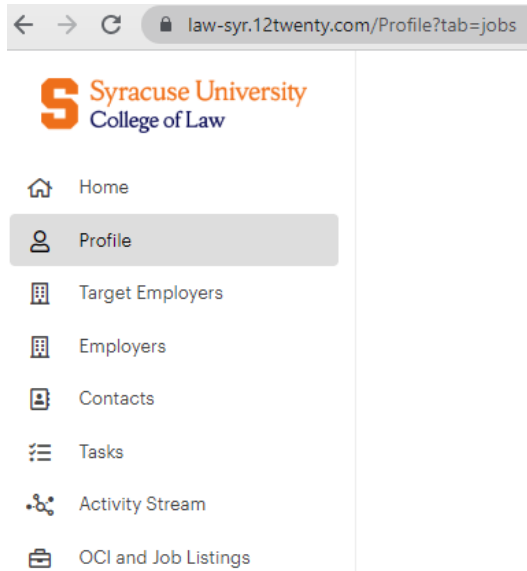 law-syr.12twenty.com/Profile?tab=jobs
S Syracuse University
College of Law
Home
Profile
Target Employers
Employers
Contacts
Tasks
Activity Stream
OCI and Job Listings